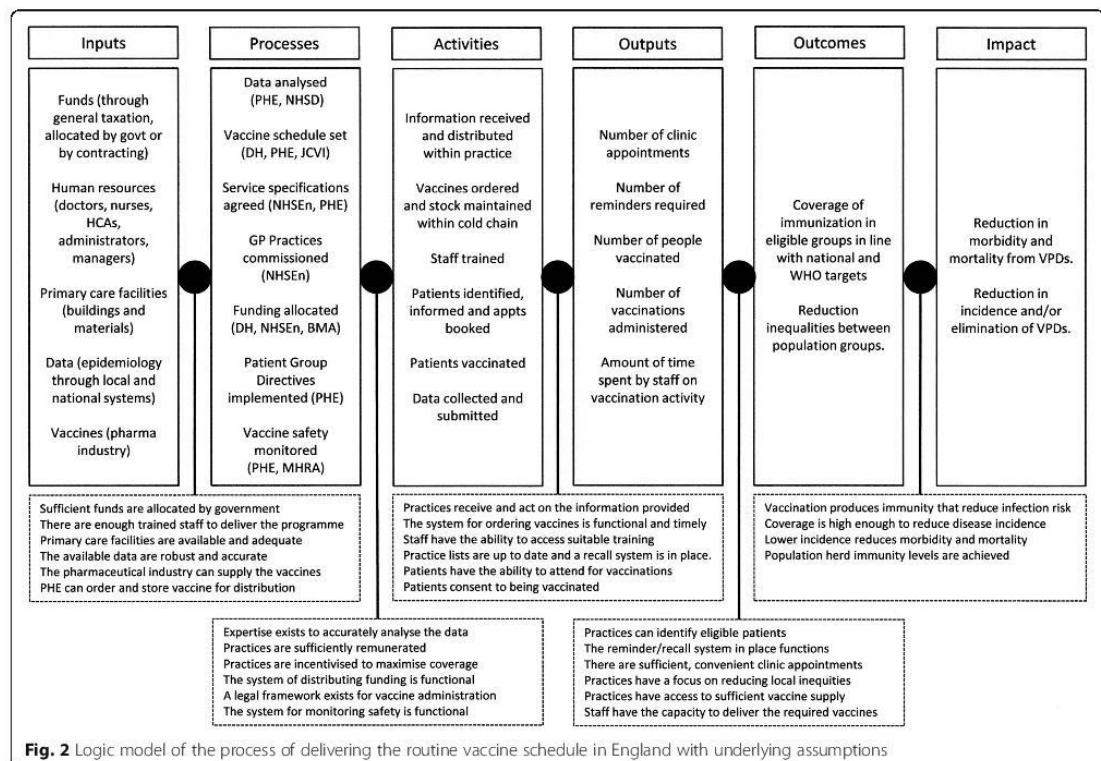 Inputs
Processes
Activities
Outputs
Outcomes
Impact
Funds (through
general taxation,
allocated by govt or
by contracting)
Human resources
(doctors, nurses,
HCAs,
administrators,
managers)
Primary care facilities
(buildings and
materials)
Data (epidemiology
through local and
national systems)
Vaccines (pharma
industry)
Data analysed
(PHE, NHSD)
Vaccine schedule set
(DH, PHE, JCVI)
Service specifications
agreed (NHSEn, PHE)
GP Practices
commissioned
(NHSEn)
Funding allocated
(DH, NHSEn, BMA)
Patient Group
Directives
implemented (PHE)
Vaccine safety
monitored
(PHE, MHRA)
Information received
and distributed
within practice
Vaccines ordered
and stock maintained
within cold chain
Staff trained
Patients identified,
informed and appts
booked
Patients vaccinated
Data collected and
submitted
Number of clinic
appointments
Number of
reminders required
Number of people
vaccinated
Number of
vaccinations
administered
Amount of time
spent by staff on
vaccination activity
Coverage of
immunization in
eligible groups in line
with national and
WHO targets
Reduction
inequalities between
population groups.
Reduction in
morbidity and
mortality from VPDs.
Reduction in
incidence and/or
elimination of VPDs.
Sufficient funds are allocated by government
There are enough trained staff to deliver the programme
Primary care facilities are available and adequate
The available data are robust and accurate
The pharmaceutical industry can supply the vaccines
PHE can order and store vaccine for distribution
Practices receive and act on the information provided
The system for ordering vaccines is functional and timely
Staff have the ability to access suitable training
Practice lists are up to date and a recall system is in place.
Patients have the ability to attend for vaccinations
Patients consent to being vaccinated
Vaccination produces immunity that reduce infection risk
Coverage is high enough to reduce disease incidence
Lower incidence reduces morbidity and mortality
Population herd immunity levels are achieved
Expertise exists to accurately analyse the data
Practices are sufficiently remunerated
Practices are incentivised to maximise coverage
The system of distributing funding is functional
A legal framework exists for vaccine administration
The system for monitoring safety is functional
Practices can identify eligible patients
The reminder/recall system in place functions
There are sufficient, convenient clinic appointments
Practices have a focus on reducing local inequities
Practices have access to sufficient vaccine supply
Staff have the capacity to deliver the required vaccines
Fig. 2 Logic model of the process of delivering the routine vaccine schedule in England with underlying assumptions